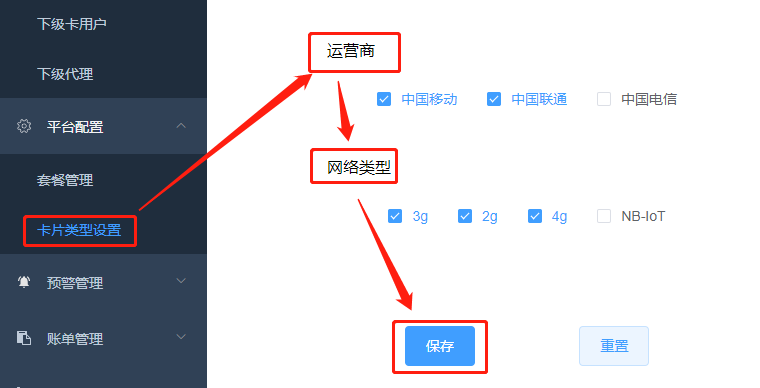 下级卡用户
下级代理
平台配置
套餐管理
卡片类型设置
预警管理
账单管理
运营商
中国移动 中国联通 中国电信
网络类型
3g 2g 4g NB-IoT
保存 重置